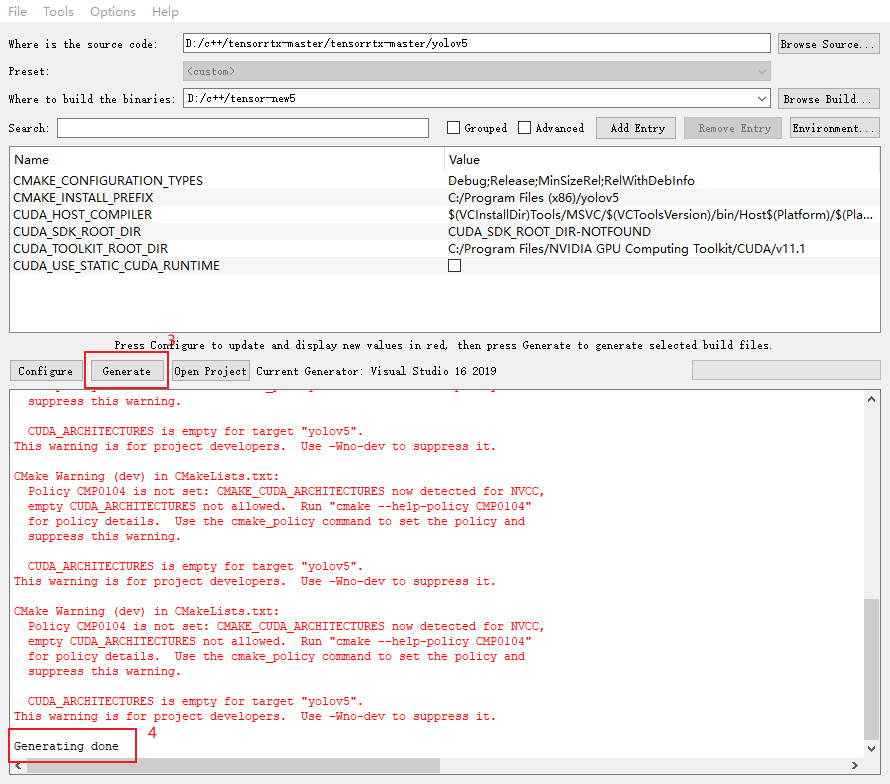 File Tools Options Help
Where is the source code: D:/c++/tensorrtx-master/tensorrtx-master/yolov5 Browse Source...
Preset: <custom>
Where to build the binaries: D:/c++/tensor-new5 Browse Build...
Search: Grouped Advanced Add Entry Remove Entry Environment...
Name Value
CMAKE_CONFIGURATION_TYPES Debug;Release;MinSizeRel;RelWithDebInfo
CMAKE_INSTALL_PREFIX C:/Program Files (x86)/yolov5
CUDA_HOST_COMPILER $(VCInstallDir)Tools/MSVC/$(VCToolsVersion)/bin/Host$(Platform)/$(Pla...
CUDA_SDK_ROOT_DIR CUDA_SDK_ROOT_DIR-NOTFOUND
CUDA_TOOLKIT_ROOT_DIR C:/Program Files/NVIDIA GPU Computing Toolkit/CUDA/v11.1
CUDA_USE_STATIC_CUDA_RUNTIME
3
Press Configure to update and display new values in red, then press Generate to generate selected build files.
Configure Generate Open Project Current Generator: Visual Studio 16 2019
suppress this warning.
CUDA_ARCHITECTURES is empty for target "yolov5".
This warning is for project developers. Use -Wno-dev to suppress it.
CMake Warning (dev) in CMakeLists.txt:
Policy CMP0104 is not set: CMAKE_CUDA_ARCHITECTURES now detected for NVCC,
empty CUDA_ARCHITECTURES not allowed. Run "cmake --help-policy CMP0104"
for policy details. Use the cmake_policy command to set the policy and
suppress this warning.
CUDA_ARCHITECTURES is empty for target "yolov5".
This warning is for project developers. Use -Wno-dev to suppress it.
CMake Warning (dev) in CMakeLists.txt:
Policy CMP0104 is not set: CMAKE_CUDA_ARCHITECTURES now detected for NVCC,
empty CUDA_ARCHITECTURES not allowed. Run "cmake --help-policy CMP0104"
for policy details. Use the cmake_policy command to set the policy and
suppress this warning.
CUDA_ARCHITECTURES is empty for target "yolov5".
This warning is for project developers. Use -Wno-dev to suppress it.
4
Generating done